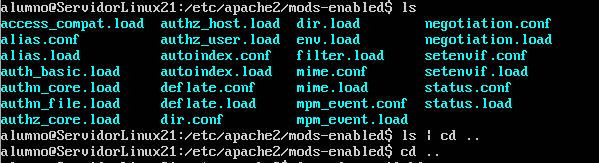 alumno@ServidorLinux21:/etc/apache2/mods-enabled$ ls
access_compat.load authz_host.load dir.load negotiation.conf
alias.conf authz_user.load env.load negotiation.load
alias.load autoindex.conf filter.load setenvif.conf
auth_basic.load autoindex.load mime.conf setenvif.load
authn_core.load deflate.conf mime.load status.conf
authn_file.load deflate.load mpm_event.conf status.load
authz_core.load dir.conf mpm_event.load
alumno@ServidorLinux21:/etc/apache2/mods-enabled$ ls | cd ..
alumno@ServidorLinux21:/etc/apache2/mods-enabled$ cd ..